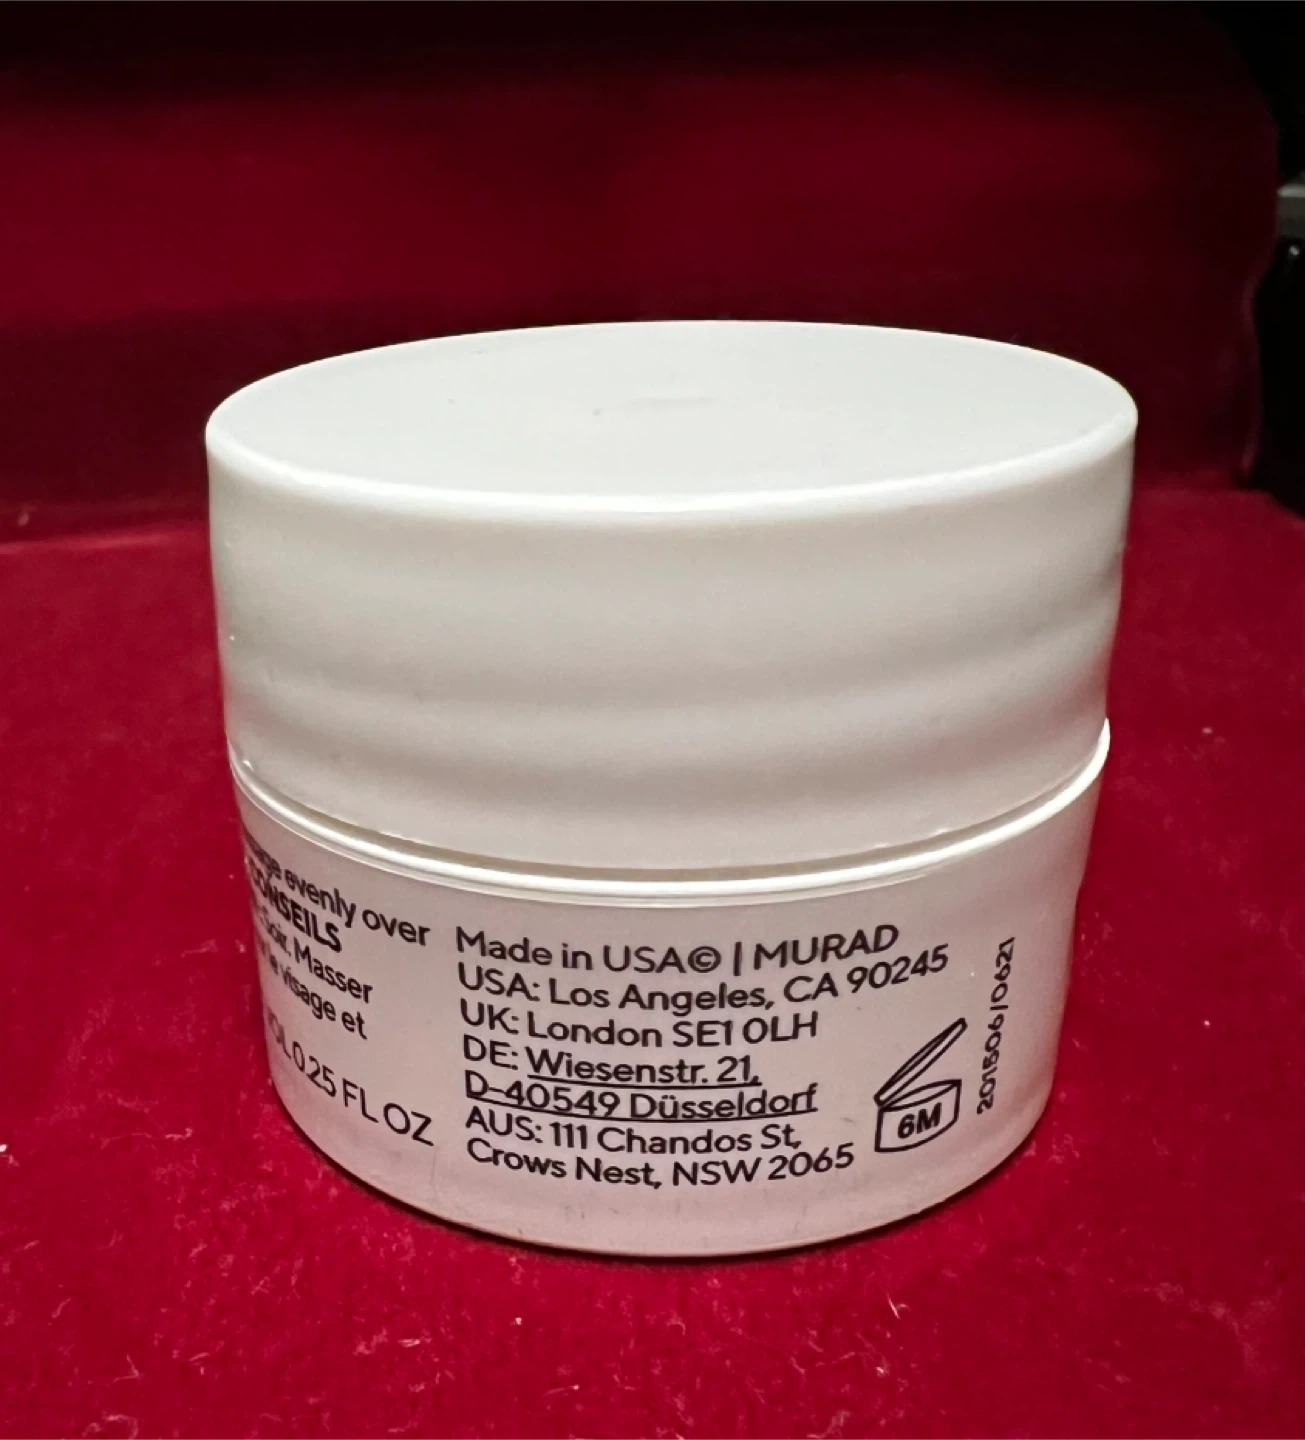 evenly over
CONSEILS
Soir. Masser
le visage et
0.25 FL OZ
Made in USA© | MURAD
USA: Los Angeles, CA 90245
UK: London SE1 0LH
DE: Wiesenstr. 21,
D-40549 Düsseldorf
AUS: 111 Chandos St,
Crows Nest, NSW 2065
6M
201506/0621